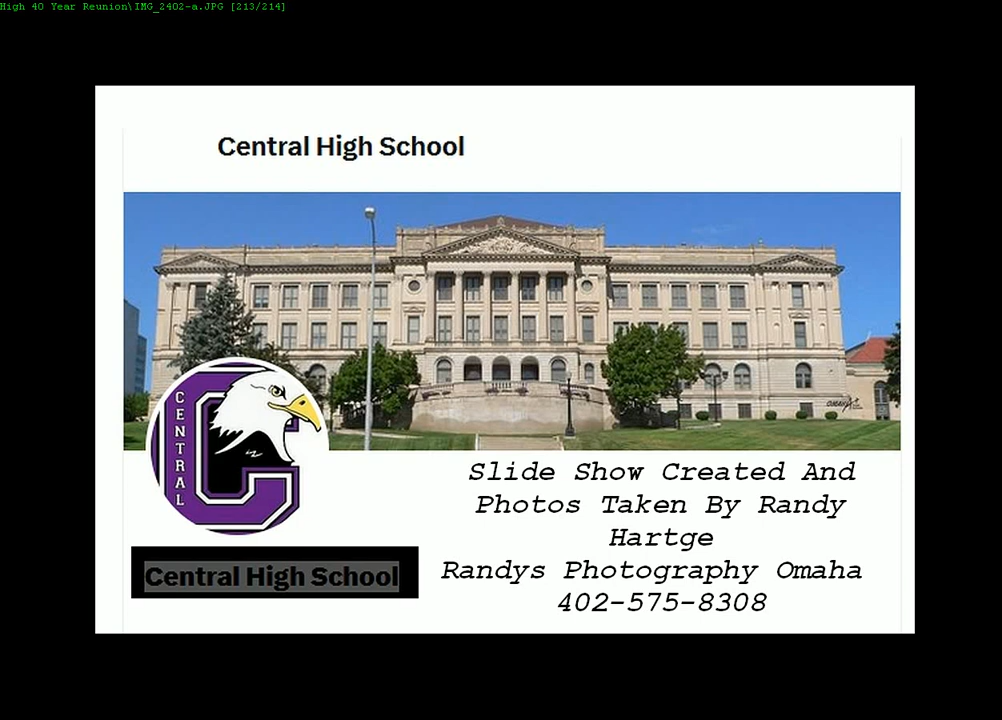 High 40 Year Reunion\IMG_2402-a.JPG [213/214]
Central High School
CENTRAL
Slide Show Created And
Photos Taken By Randy
Hartge
Central High School
Randys Photography Omaha
402-575-8308